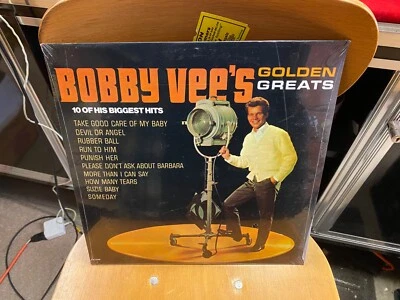 BOBBY VEE'S
GOLDEN
GREATS
10 OF HIS BIGGEST HITS
TAKE GOOD CARE OF MY BABY
DEVIL OR ANGEL
RUBBER BALL
RUN TO HIM
PUNISH HER
PLEASE DON'T ASK ABOUT BARBARA
MORE THAN I CAN SAY
HOW MANY TEARS
SUZIE BABY
SOMEDAY